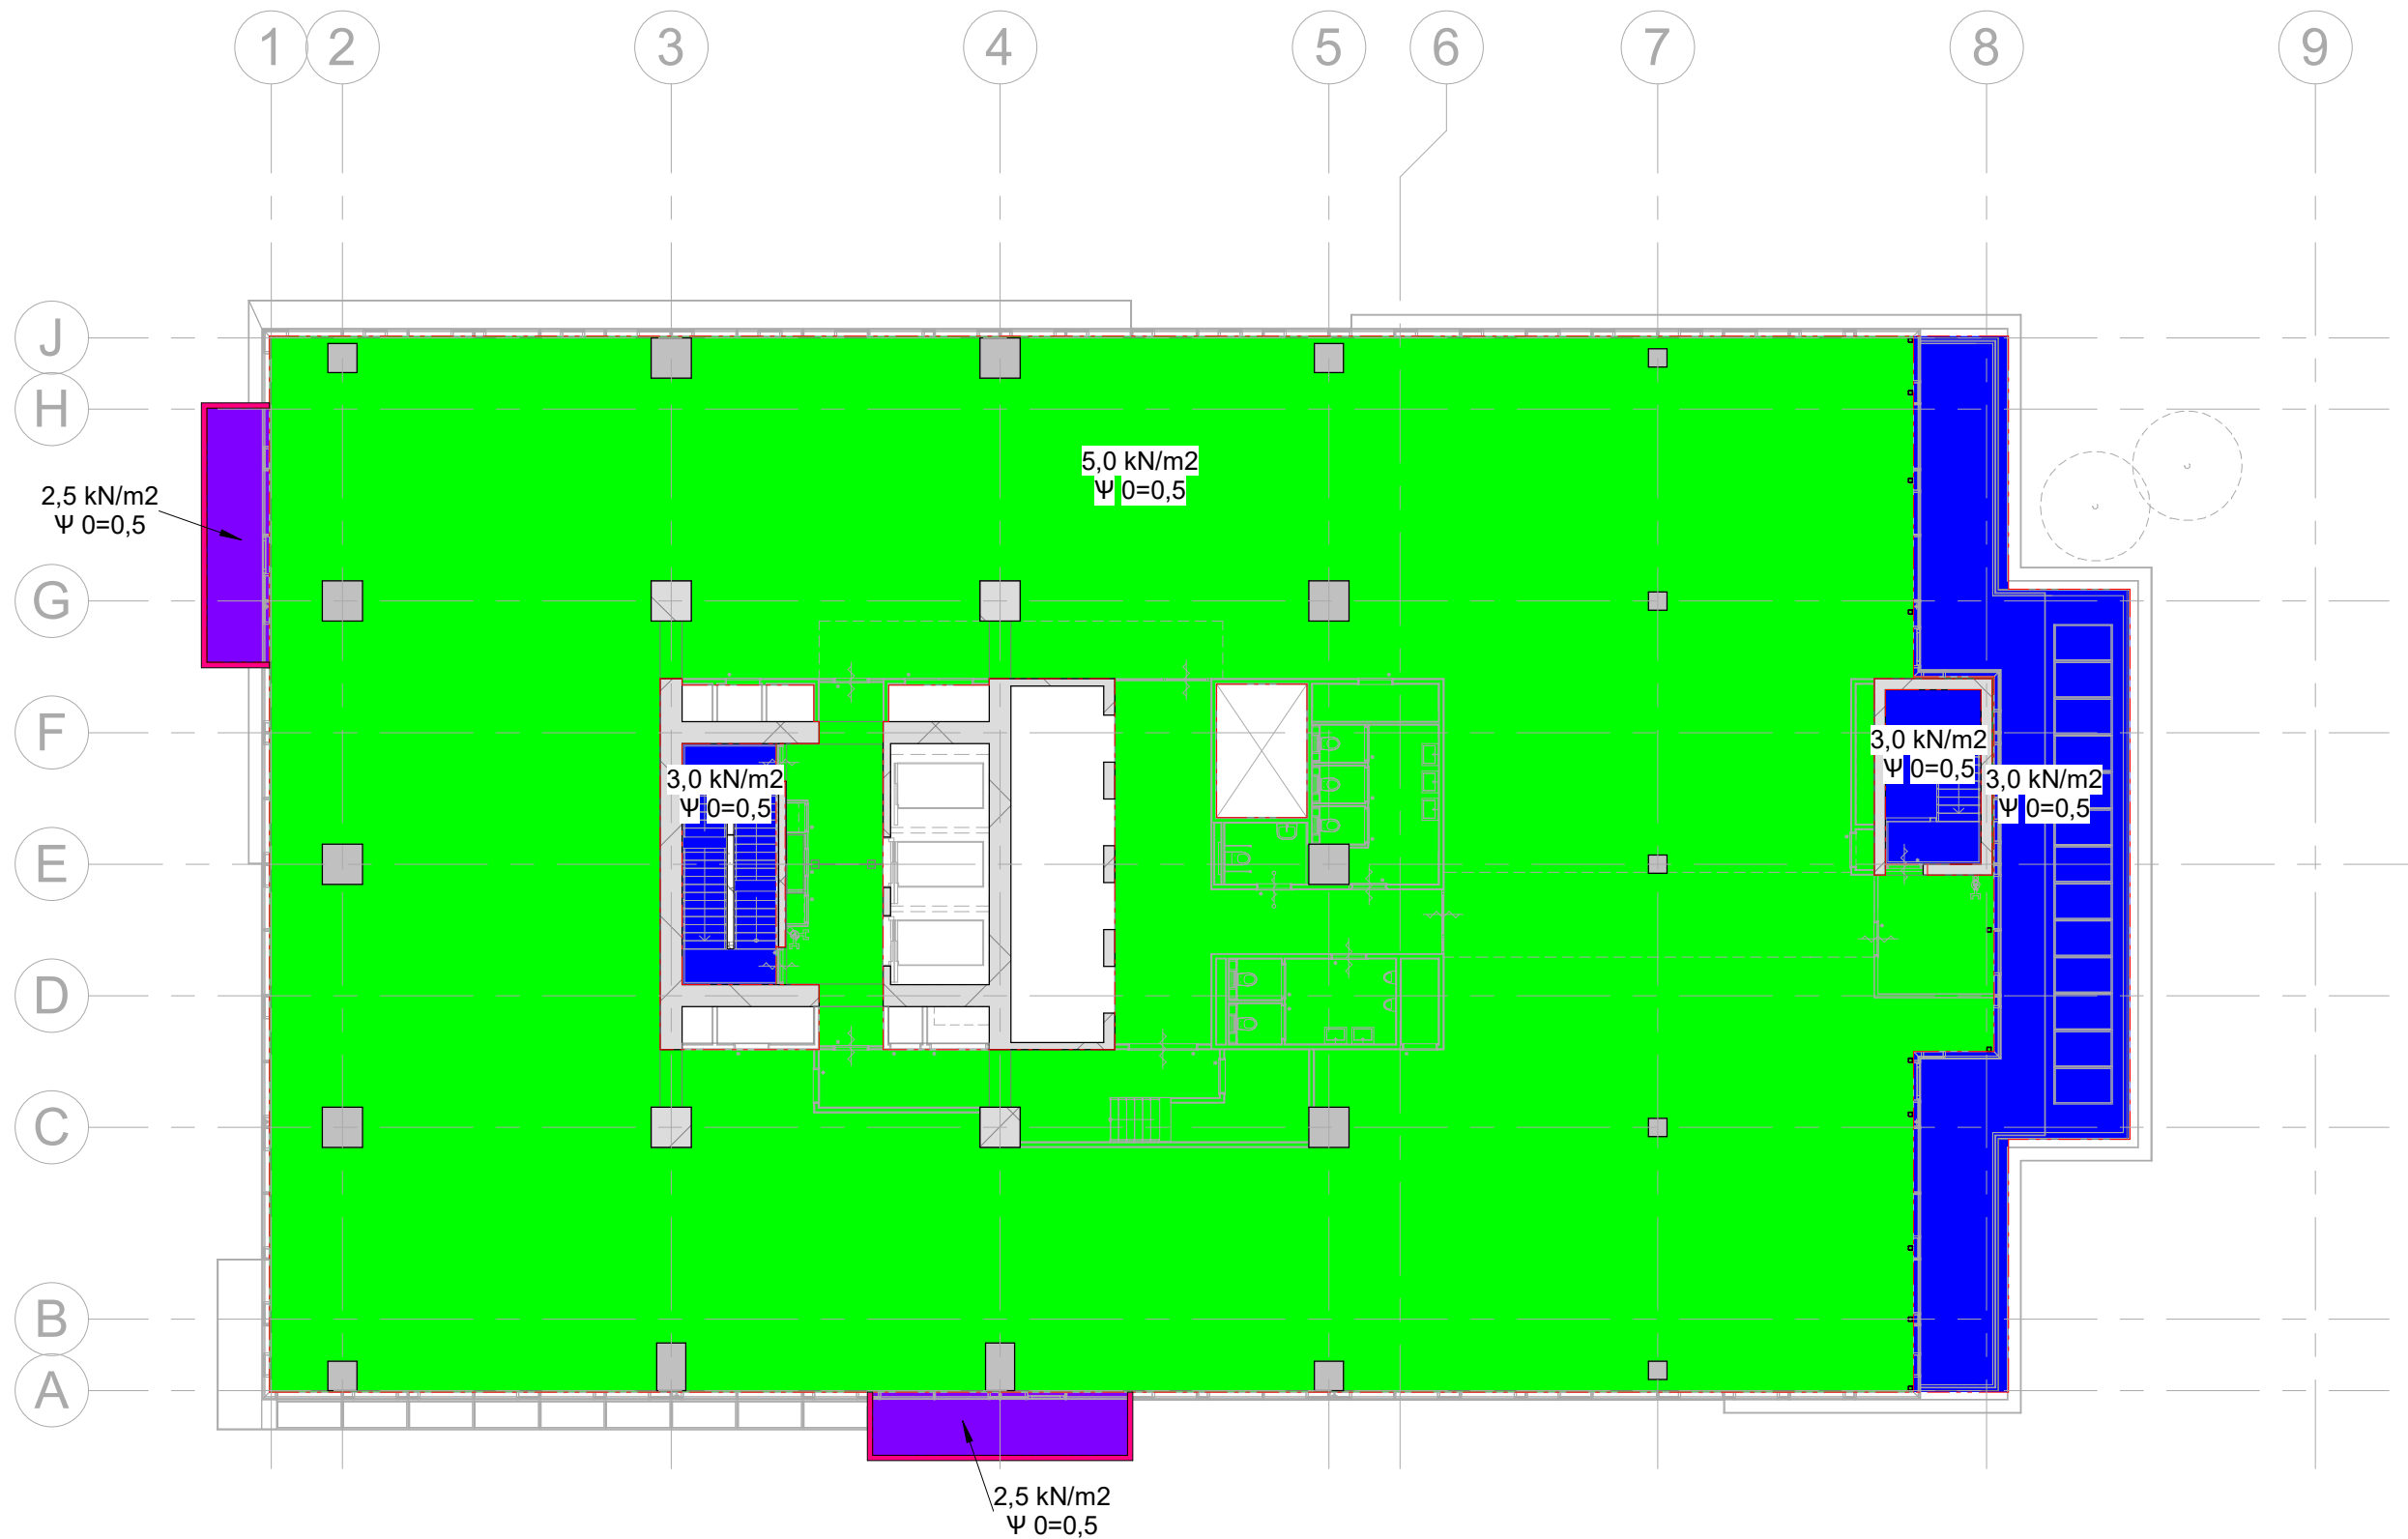 1 2 3 4 5 6 7 8 9
J
H
5,0 kN/m2
Ψ 0=0,5
2,5 kN/m2
Ψ 0=0,5
G
F
3,0 kN/m2
Ψ 0=0,5
3,0 kN/m2
Ψ 0=0,5
3,0 kN/m2
Ψ 0=0,5
E
D
C
B
A
2,5 kN/m2
Ψ 0=0,5